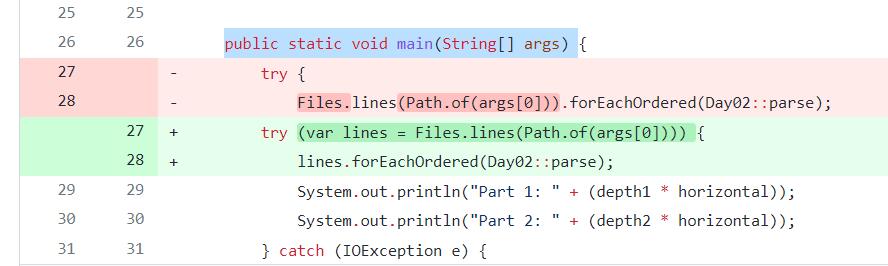 25 25
26 26 public static void main(String[] args) {
27 - try {
28 - Files.lines(Path.of(args[0])).forEachOrdered(Day02::parse);
27 + try (var lines = Files.lines(Path.of(args[0]))) {
28 + lines.forEachOrdered(Day02::parse);
29 29 System.out.println("Part 1: " + (depth1 * horizontal));
30 30 System.out.println("Part 2: " + (depth2 * horizontal));
31 31 } catch (IOException e) {